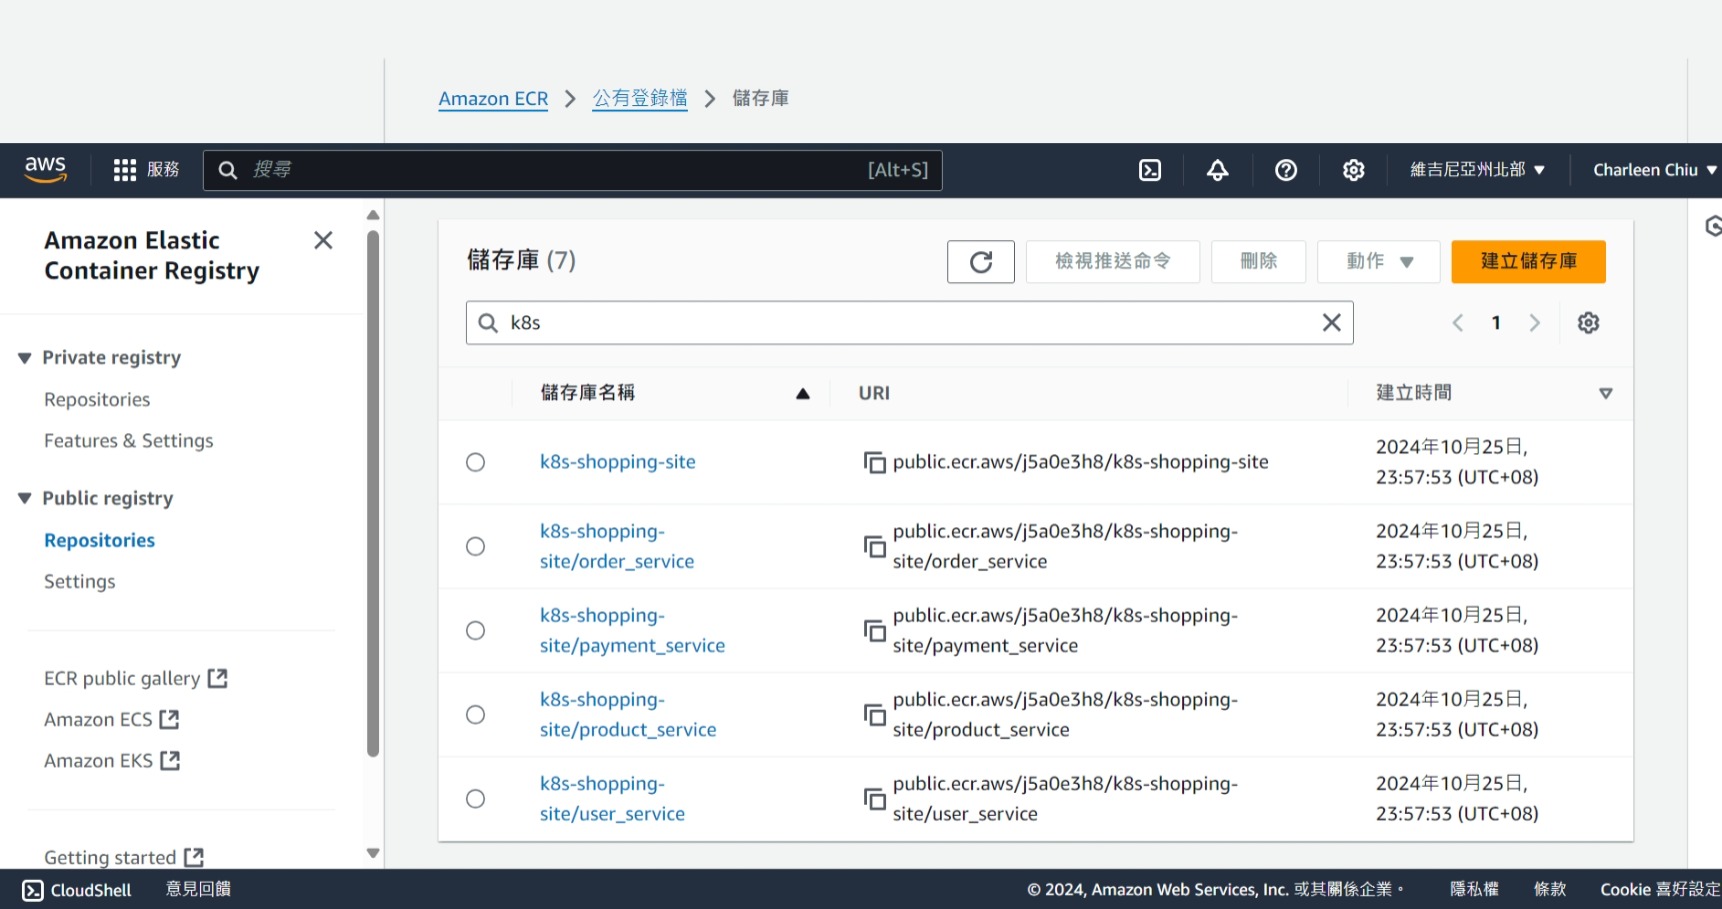 Amazon ECR > 公有登錄檔 > 儲存庫
aws 服務 搜尋 [Alt+S] 維吉尼亞州北部 Charleen Chiu
Amazon Elastic
Container Registry
Private registry
Repositories
Features & Settings
Public registry
Repositories
Settings
ECR public gallery
Amazon ECS
Amazon EKS
Getting started
儲存庫 (7) 檢視推送命令 刪除 動作 建立儲存庫
k8s 1
儲存庫名稱 URI 建立時間
k8s-shopping-site public.ecr.aws/j5a0e3h8/k8s-shopping-site 2024年10月25日,
23:57:53 (UTC+08)
k8s-shopping- public.ecr.aws/j5a0e3h8/k8s-shopping- 2024年10月25日,
site/order_service site/order_service 23:57:53 (UTC+08)
k8s-shopping- public.ecr.aws/j5a0e3h8/k8s-shopping- 2024年10月25日,
site/payment_service site/payment_service 23:57:53 (UTC+08)
k8s-shopping- public.ecr.aws/j5a0e3h8/k8s-shopping- 2024年10月25日,
site/product_service site/product_service 23:57:53 (UTC+08)
k8s-shopping- public.ecr.aws/j5a0e3h8/k8s-shopping- 2024年10月25日,
site/user_service site/user_service 23:57:53 (UTC+08)
CloudShell 意見回饋 © 2024, Amazon Web Services, Inc. 或其關係企業。 隱私權 條款 Cookie 喜好設定